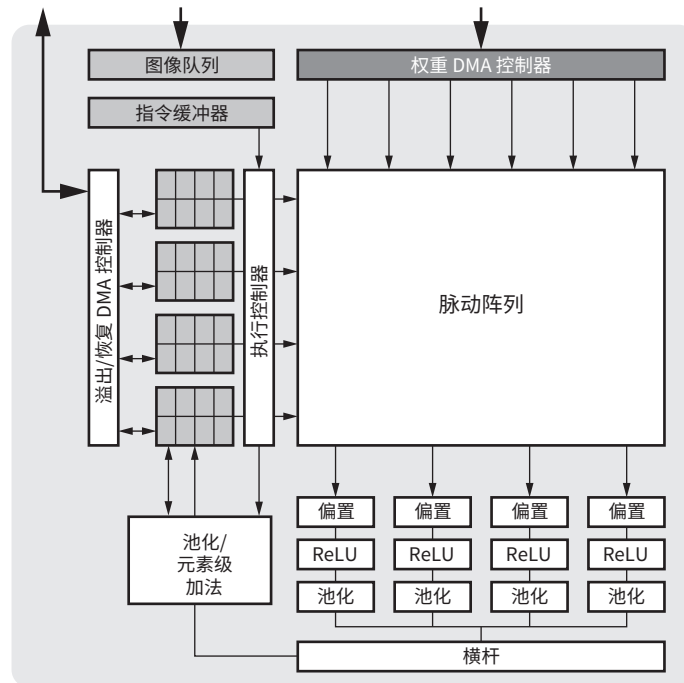 图像队列
权重 DMA 控制器
指令缓冲器
溢出/恢复 DMA 控制器
执行控制器
脉动阵列
偏置
偏置
偏置
偏置
池化/
元素级
加法
ReLU
ReLU
ReLU
ReLU
池化
池化
池化
池化
横杆